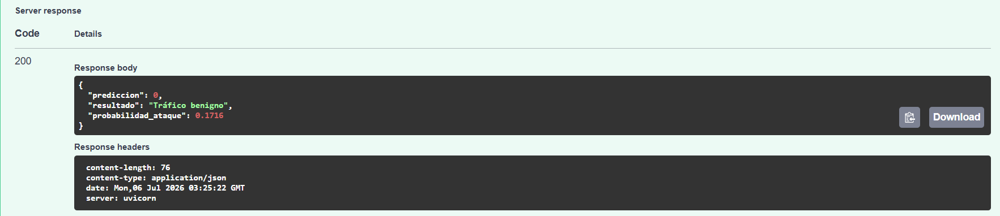 Server response
Code Details
200
Response body
{
  "prediccion": 0,
  "resultado": "Tráfico benigno",
  "probabilidad_ataque": 0.1716
}
Download
Response headers
content-length: 76
content-type: application/json
date: Mon,06 Jul 2026 03:25:22 GMT
server: uvicorn